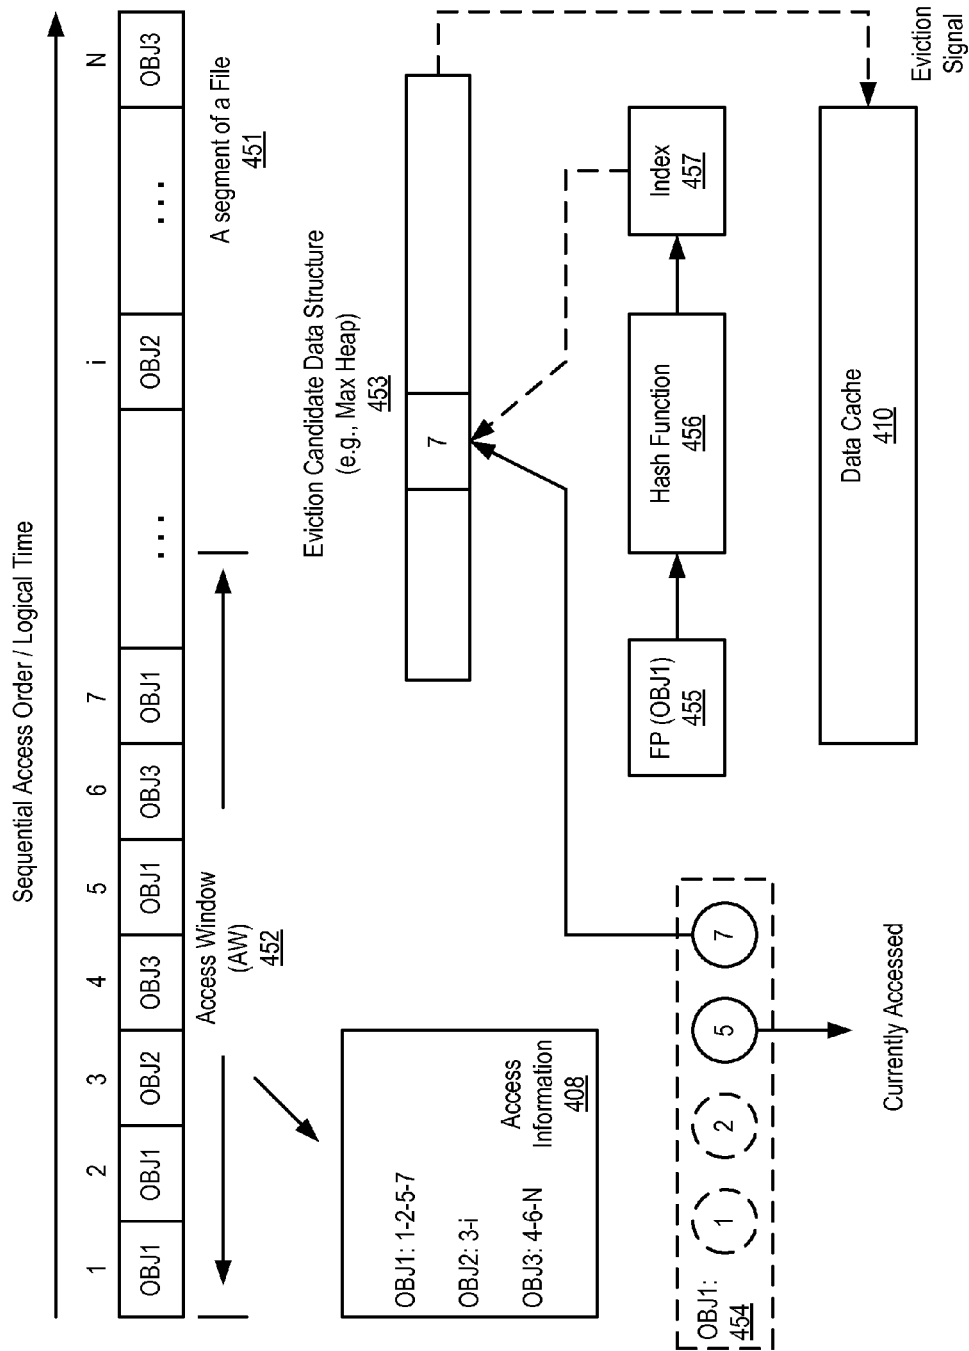 Sequential Access Order / Logical Time
1 2 3 4 5 6 7 i N
OBJ1 OBJ1 OBJ2 OBJ3 OBJ1 OBJ3 OBJ1 ... OBJ2 ... OBJ3
Access Window
(AW)
452
A segment of a File
451
OBJ1: 1-2-5-7
OBJ2: 3-i
OBJ3: 4-6-N
Access
Information
408
Eviction Candidate Data Structure
(e.g., Max Heap)
453
7
OBJ1:
454
1 2 5 7
Currently Accessed
FP (OBJ1)
455
Hash Function
456
Index
457
Data Cache
410
Eviction
Signal